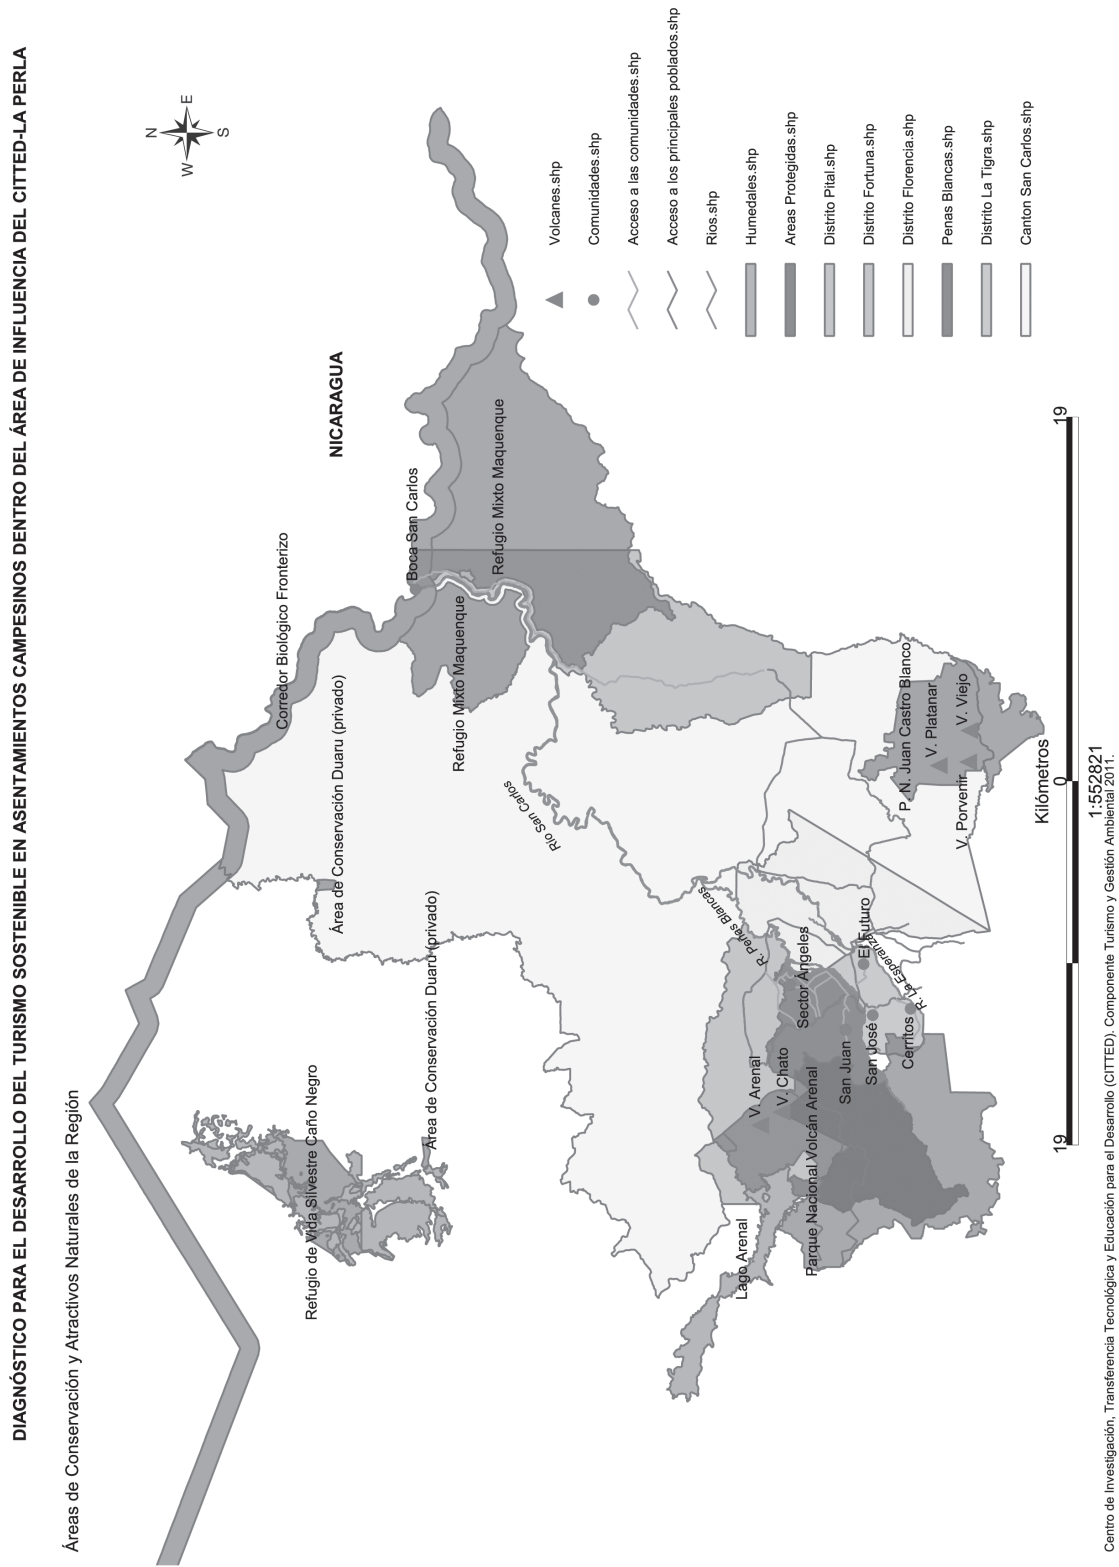 DIAGNÓSTICO PARA EL DESARROLLO DEL TURISMO SOSTENIBLE EN ASENTAMIENTOS CAMPESINOS DENTRO DEL ÁREA DE INFLUENCIA DEL CITTED-LA PERLA
Áreas de Conservación y Atractivos Naturales de la Región
N
W
E
S
NICARAGUA
Corredor Biológico Fronterizo
Refugio de Vida Silvestre Caño Negro
Área de Conservación Duaru (privado)
Boca San Carlos
Área de Conservación Duaru (privado)
Refugio Mixto Maquenque
Refugio Mixto Maquenque
Río San Carlos
R. Peñas Blancas
Lago Arenal
V. Arenal
V. Chato
Sector Ángeles
Parque Nacional Volcán Arenal
San Juan
El Futuro
San José
R. La Esperanza
Cerritos
P. N. Juan Castro Blanco
V. Platanar
V. Porvenir
V. Viejo
Volcanes.shp
Comunidades.shp
Acceso a las comunidades.shp
Acceso a los principales poblados.shp
Rios.shp
Humedales.shp
Areas Protegidas.shp
Distrito Pital.shp
Distrito Fortuna.shp
Distrito Florencia.shp
Penas Blancas.shp
Distrito La Tigra.shp
Canton San Carlos.shp
Kilómetros
19
0
19
1:552821
Centro de Investigación, Transferencia Tecnológica y Educación para el Desarrollo (CITTED). Componente Turismo y Gestión Ambiental 2011.